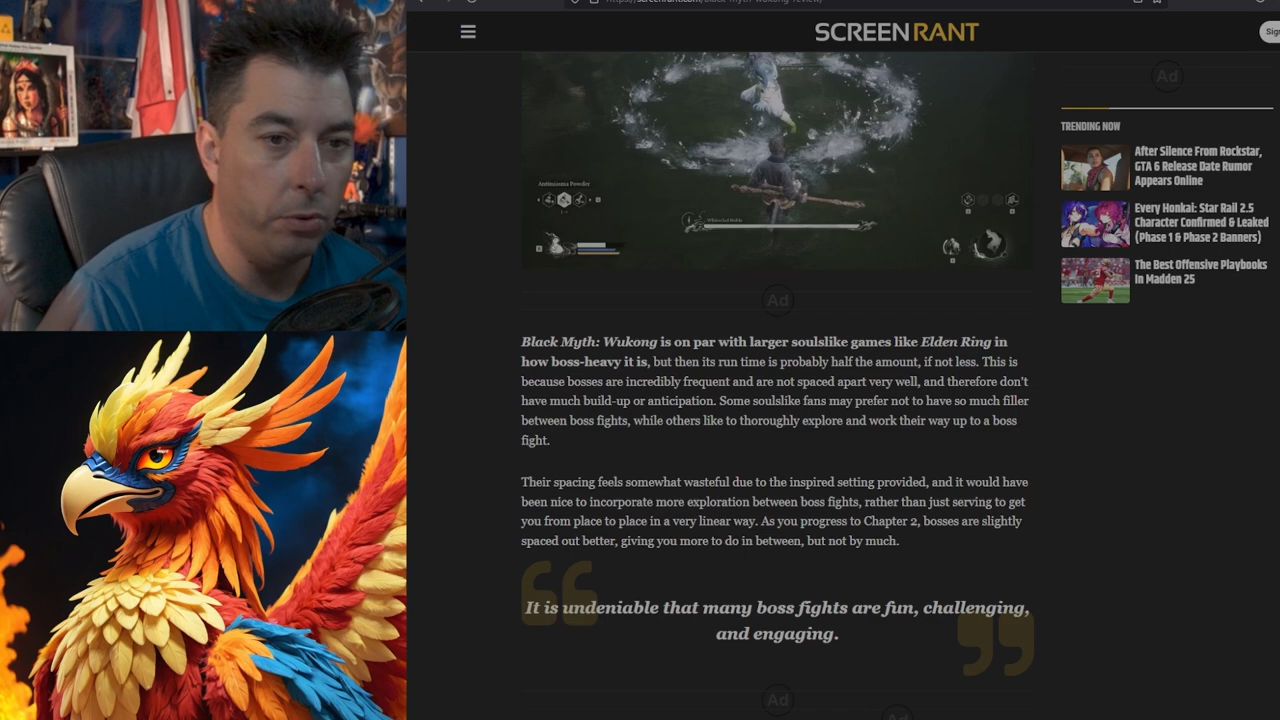 SCREENRANT
Sign
Ad
TRENDING NOW
After Silence From Rockstar,
GTA 6 Release Date Rumor
Appears Online
Every Honkai: Star Rail 2.5
Character Confirmed & Leaked
(Phase 1 & Phase 2 Banners)
The Best Offensive Playbooks
In Madden 25
Antimiasma Powder
Ad
Black Myth: Wukong is on par with larger soulslike games like Elden Ring in
how boss-heavy it is, but then its run time is probably half the amount, if not less. This is
because bosses are incredibly frequent and are not spaced apart very well, and therefore don't
have much build-up or anticipation. Some soulslike fans may prefer not to have so much filler
between boss fights, while others like to thoroughly explore and work their way up to a boss
fight.
Their spacing feels somewhat wasteful due to the inspired setting provided, and it would have
been nice to incorporate more exploration between boss fights, rather than just serving to get
you from place to place in a very linear way. As you progress to Chapter 2, bosses are slightly
spaced out better, giving you more to do in between, but not by much.
It is undeniable that many boss fights are fun, challenging,
and engaging.
Ad
Ad